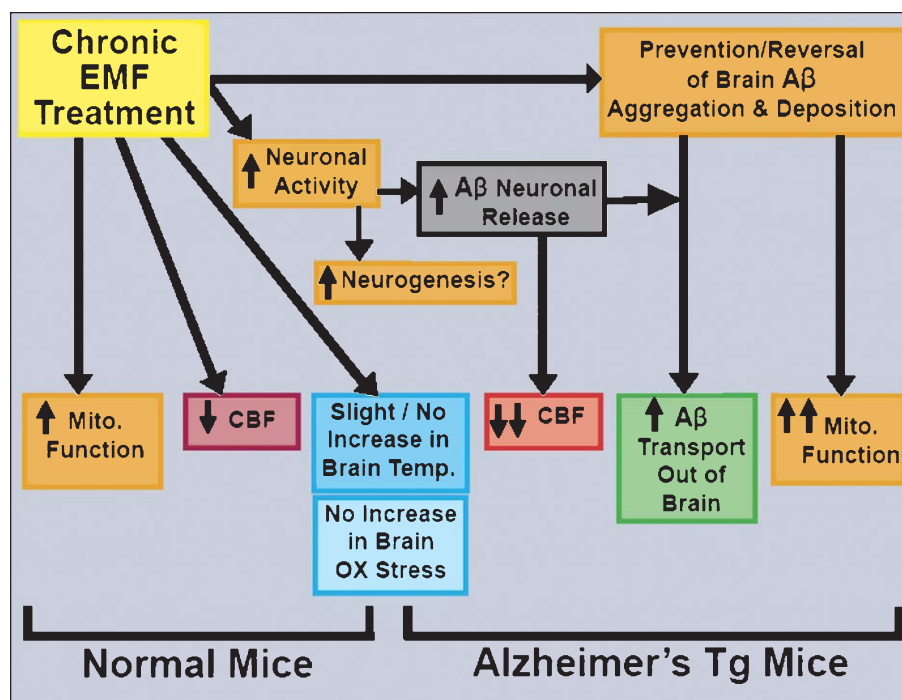 Chronic
EMF
Treatment
Prevention/Reversal
of Brain Aβ
Aggregation & Deposition
↑ Neuronal
Activity
↑ Aβ Neuronal
Release
↑ Neurogenesis?
↑ Mito.
Function
↓ CBF
Slight / No
Increase in
Brain Temp.
No Increase
in Brain
OX Stress
↓↓ CBF
↑ Aβ
Transport
Out of
Brain
↑↑ Mito.
Function
Normal Mice
Alzheimer's Tg Mice